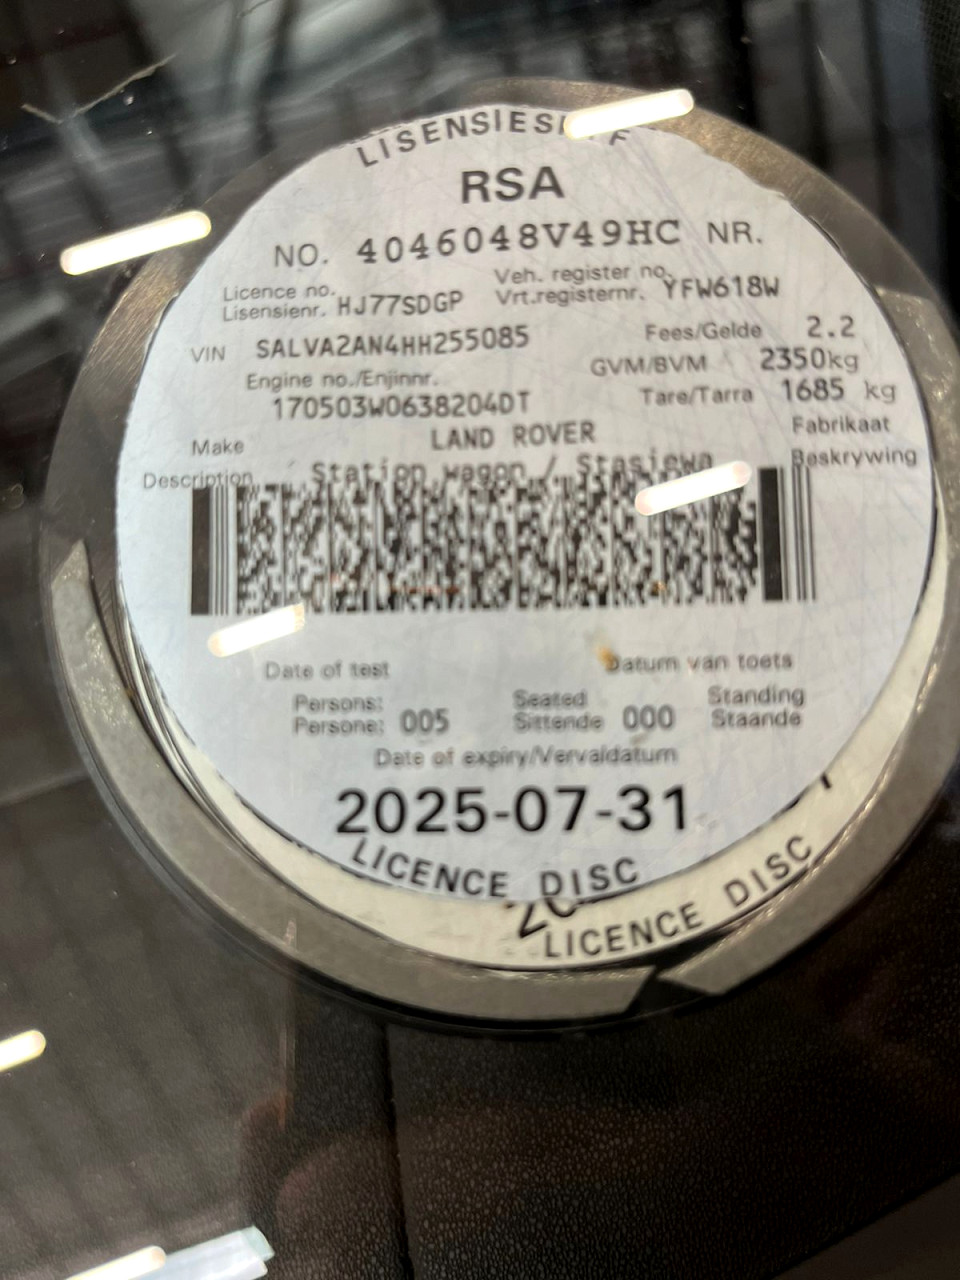 RSA
NO. 4046048V49HC NR.
Licence no. Veh. register no.
Lisensienr. HJ77SDGP Vrt.registernr. YFW618W
VIN SALVA2AN4HH255085 Fees/Gelde 2.2
Engine no./Enjinnr. GVM/BVM 2350kg
170503W0638204DT Tare/Tarra 1685 kg
Make LAND ROVER Fabrikaat
Description Station wagon / Stasiewa Beskrywing
Date of test Datum van toets
Persons: Seated Standing
Persone: 005 Sittende 000 Staande
Date of expiry/Vervaldatum
2025-07-31
LICENCE DISC
LICENCE DISC